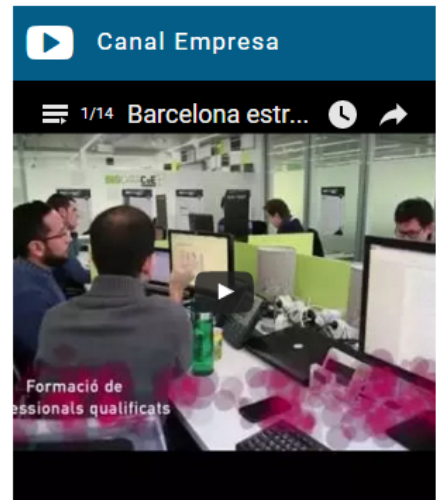 Canal Empresa
1/14 Barcelona estr...
Formació de
essionals qualificats